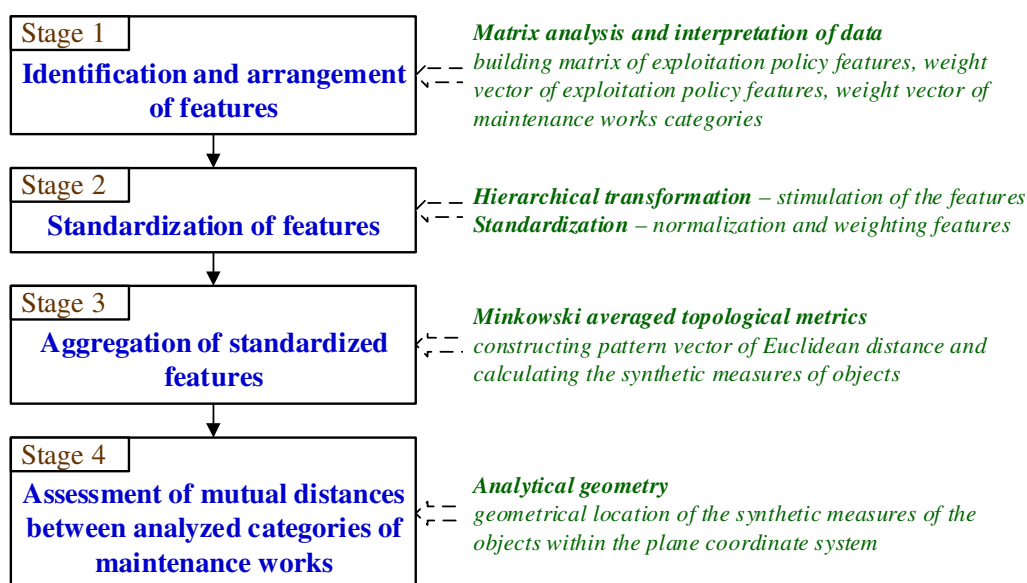 Stage 1
Identification and arrangement
of features
Matrix analysis and interpretation of data
building matrix of exploitation policy features, weight
vector of exploitation policy features, weight vector of
maintenance works categories
Stage 2
Standardization of features
Hierarchical transformation – stimulation of the features
Standardization – normalization and weighting features
Stage 3
Aggregation of standardized
features
Minkowski averaged topological metrics
constructing pattern vector of Euclidean distance and
calculating the synthetic measures of objects
Stage 4
Assessment of mutual distances
between analyzed categories of
maintenance works
Analytical geometry
geometrical location of the synthetic measures of the
objects within the plane coordinate system